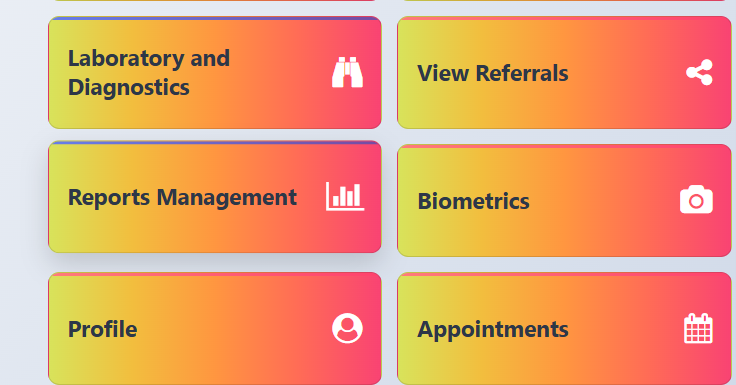 Laboratory and
Diagnostics
View Referrals
Reports Management
Biometrics
Profile
Appointments